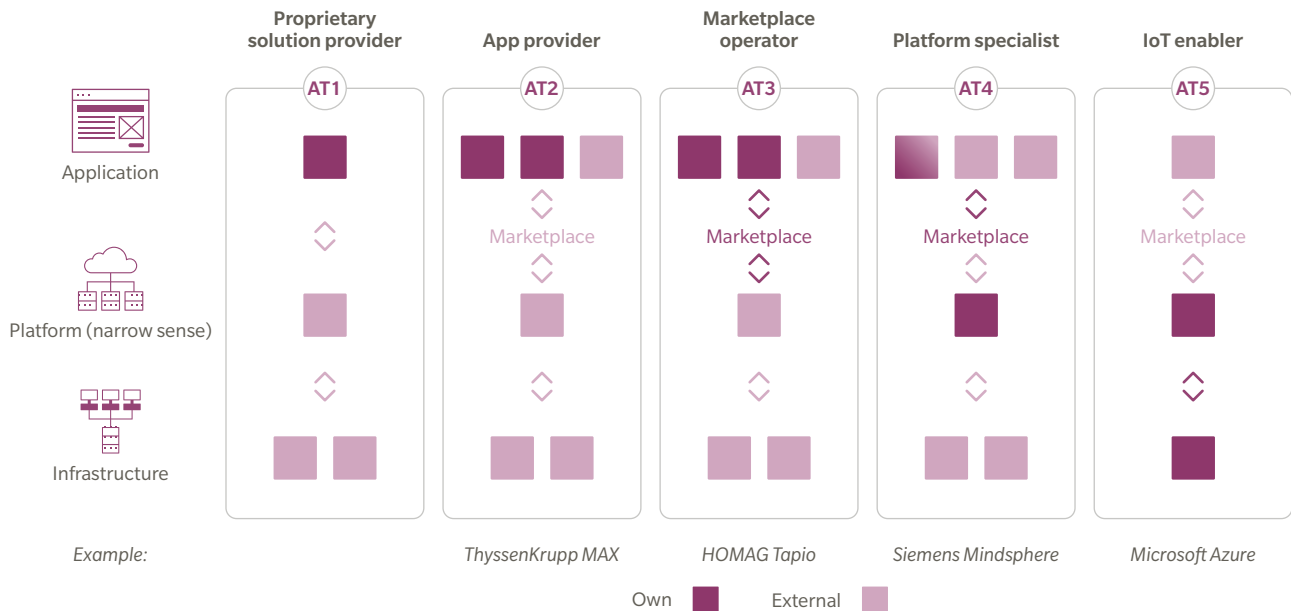 Proprietary
solution provider
App provider
Marketplace
operator
Platform specialist
IoT enabler
AT1
AT2
AT3
AT4
AT5
Application
Marketplace
Marketplace
Marketplace
Marketplace
Platform (narrow sense)
Infrastructure
Example:
ThyssenKrupp MAX
HOMAG Tapio
Siemens Mindsphere
Microsoft Azure
Own
External